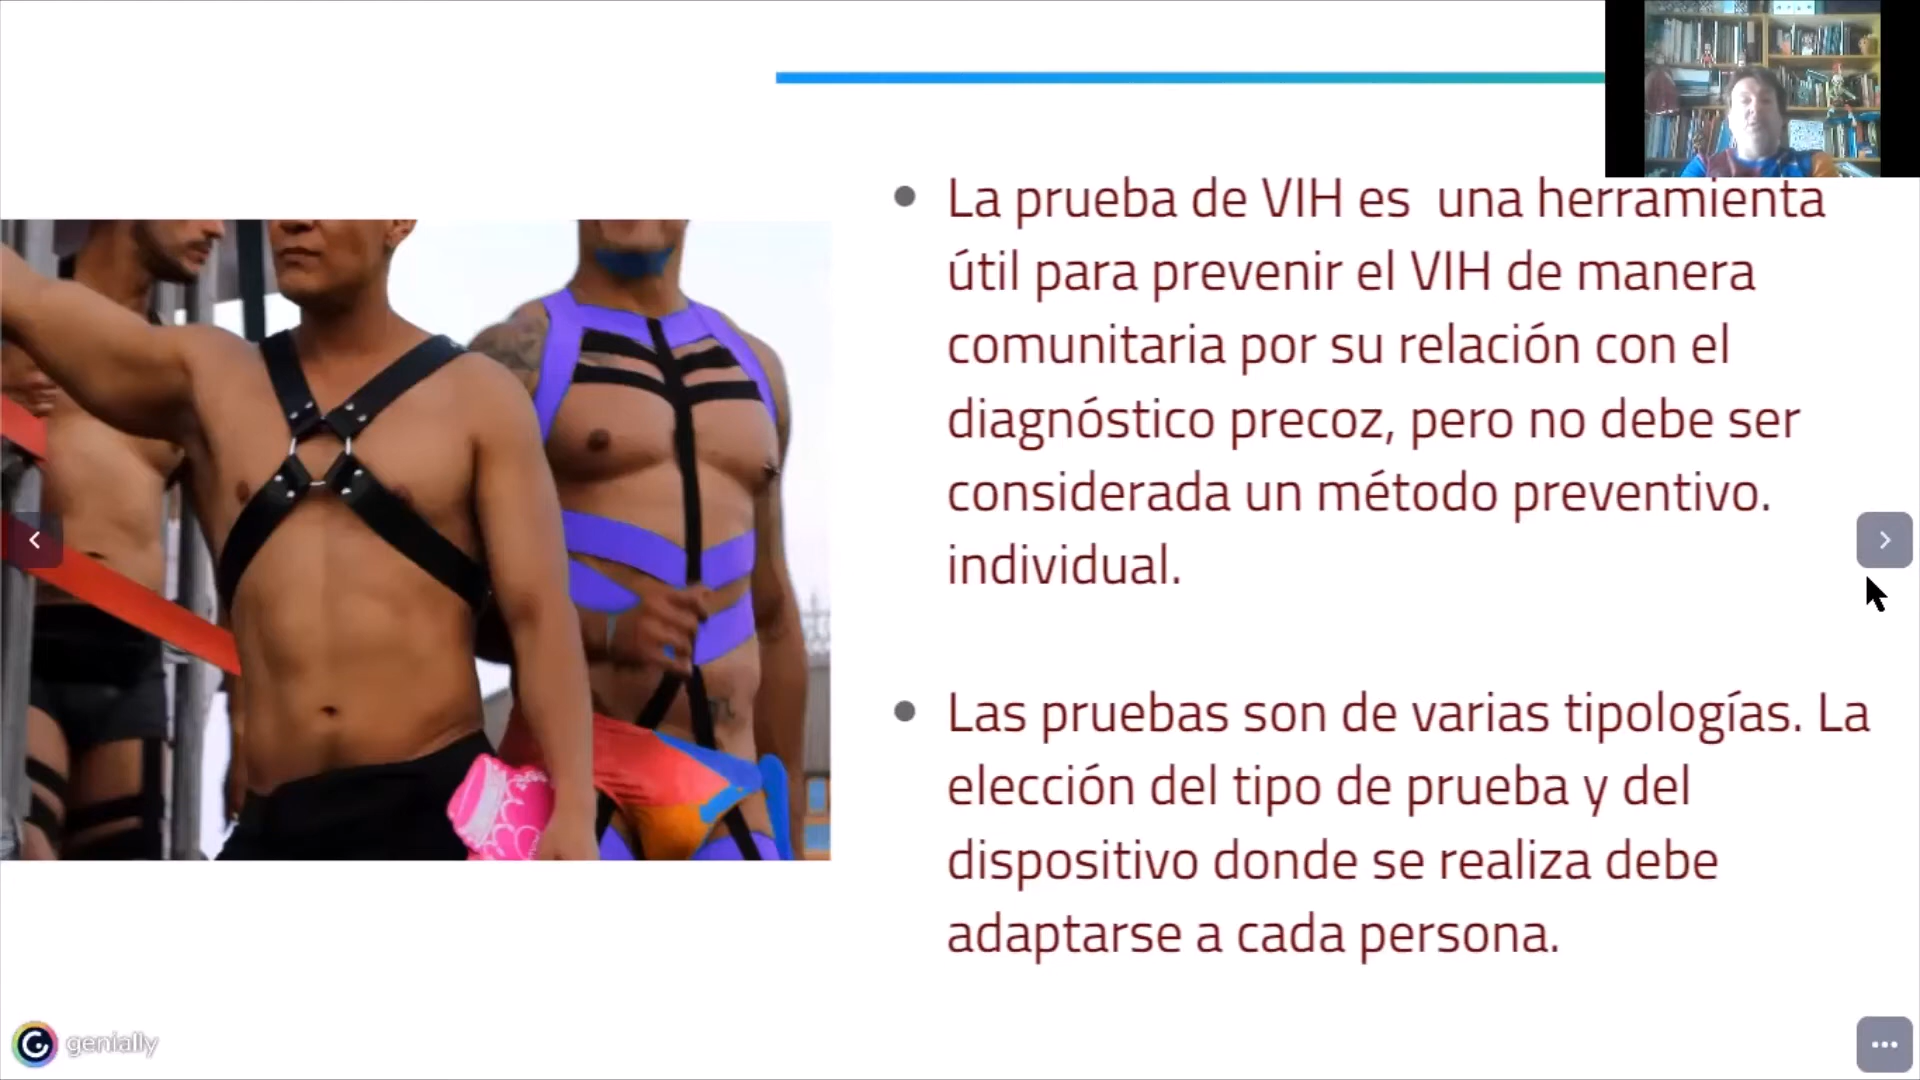 La prueba de VIH es una herramienta
útil para prevenir el VIH de manera
comunitaria por su relación con el
diagnóstico precoz, pero no debe ser
considerada un método preventivo.
individual.
Las pruebas son de varias tipologías. La
elección del tipo de prueba y del
dispositivo donde se realiza debe
adaptarse a cada persona.
genially